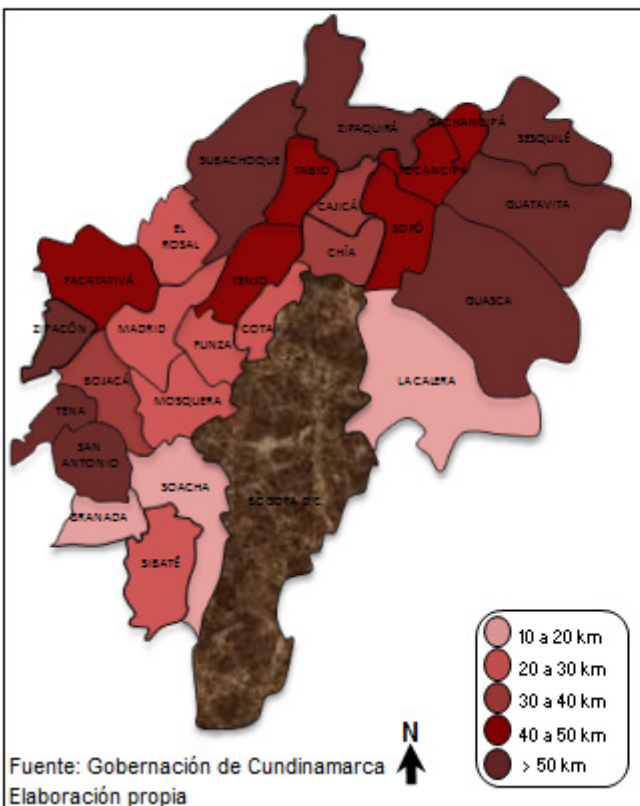 GACHANCIPÁ
ZIPAQUIRÁ
SESQUILÉ
SUBACHOQUE
TABIO
TOCANCIPÁ
CAJICÁ
GUATAVITA
EL
ROSAL
SOPÓ
CHÍA
FACATATIVÁ
TENJO
GUASCA
ZIPACÓN
MADRID
FUNZA
COTA
BOJACÁ
LA CALERA
MOSQUERA
TENA
SAN
ANTONIO
SOACHA
BOGOTA D.C.
GRANADA
SIBATÉ
10 a 20 km
20 a 30 km
30 a 40 km
40 a 50 km
> 50 km
N
Fuente: Gobernación de Cundinamarca
Elaboración propia